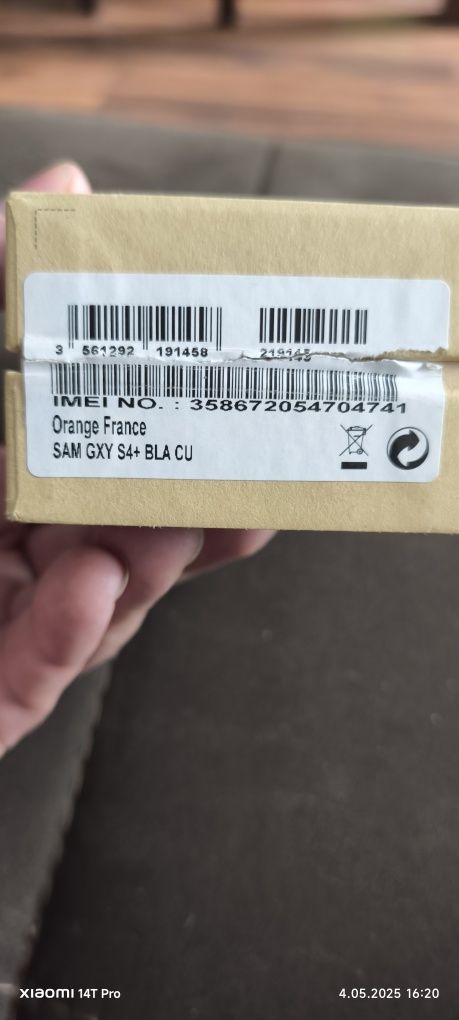 3 561292 191458
IMEI NO. : 358672054704741
Orange France
SAM GXY S4+ BLA CU
XIAOMI 14T Pro
4.05.2025 16:20